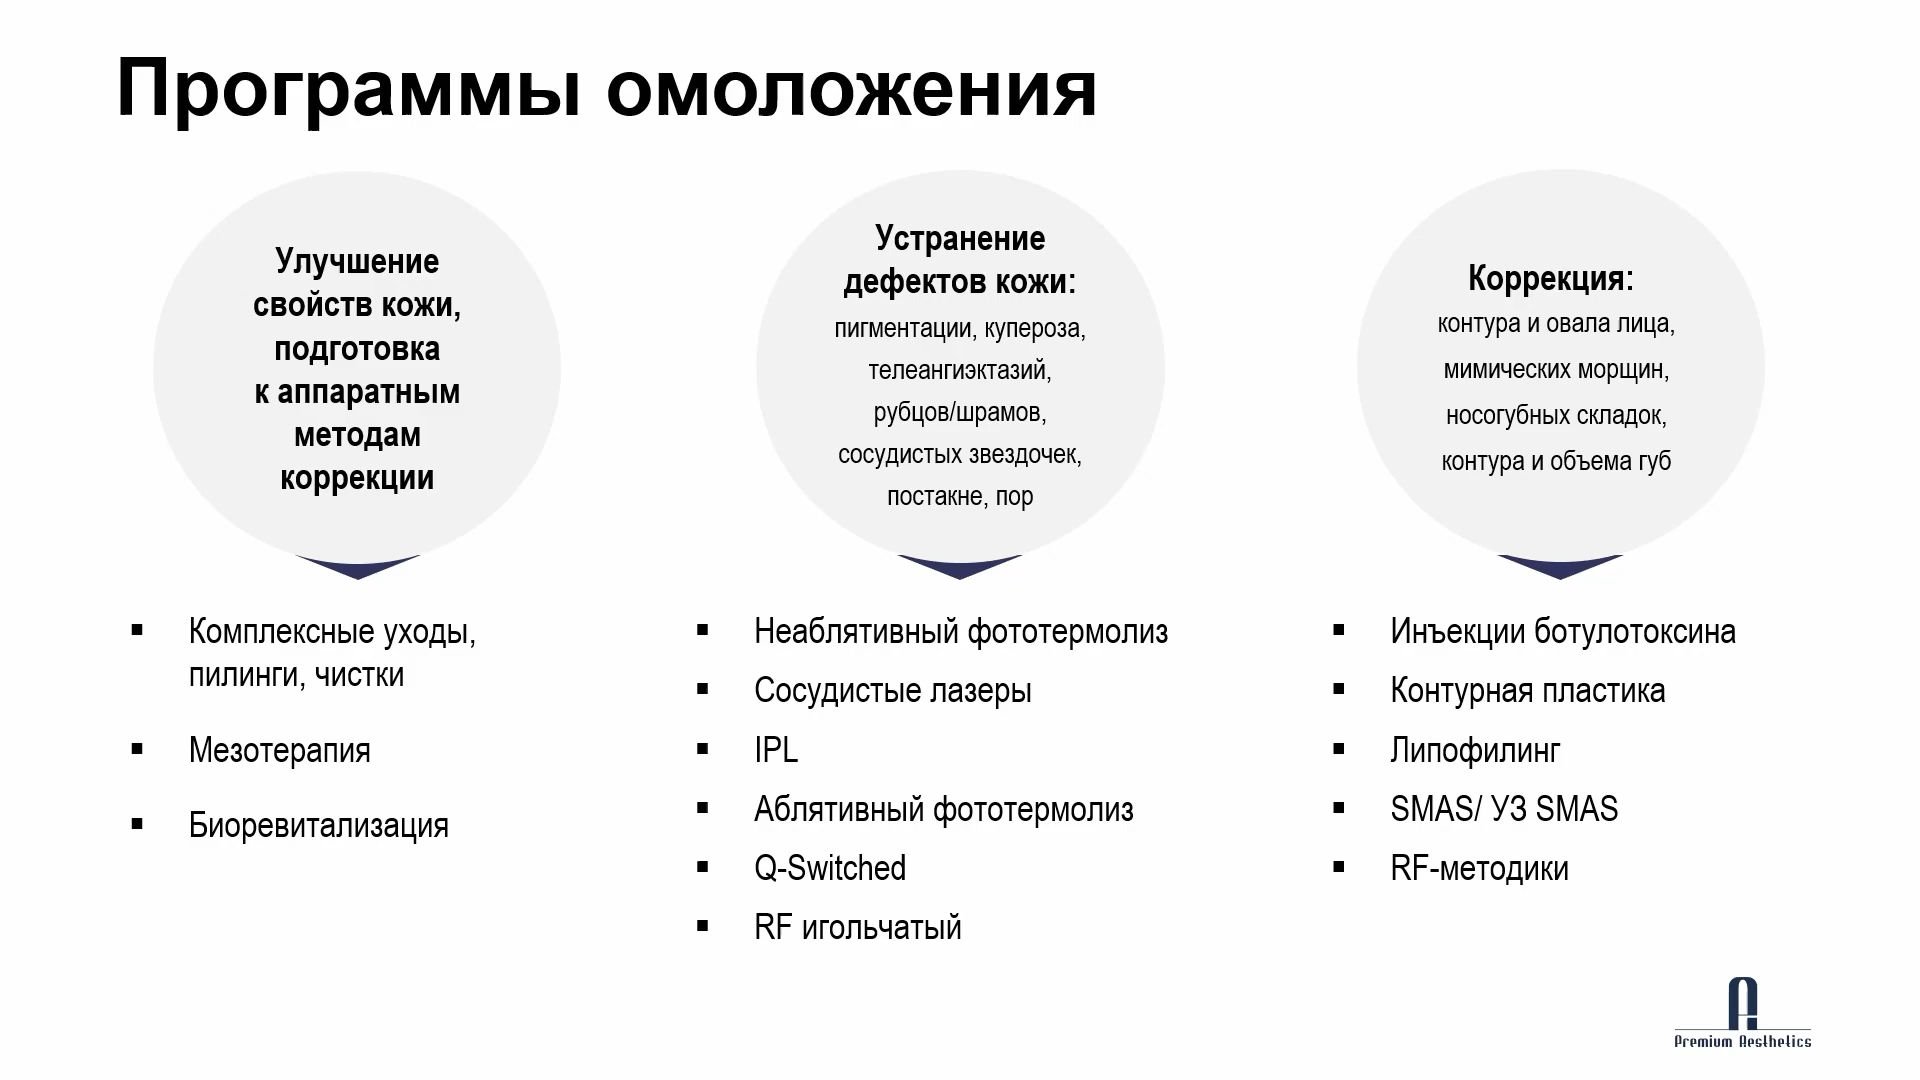 Программы омоложения
Улучшение
свойств кожи,
подготовка
к аппаратным
методам
коррекции
Устранение
дефектов кожи:
пигментации, купероза,
телеангиэктазий,
рубцов/шрамов,
сосудистых звездочек,
постакне, пор
Коррекция:
контура и овала лица,
мимических морщин,
носогубных складок,
контура и объема губ
▪ Комплексные уходы,
пилинги, чистки
▪ Мезотерапия
▪ Биоревитализация
▪ Неаблятивный фототермолиз
▪ Сосудистые лазеры
▪ IPL
▪ Аблятивный фототермолиз
▪ Q-Switched
▪ RF игольчатый
▪ Инъекции ботулотоксина
▪ Контурная пластика
▪ Липофилинг
▪ SMAS/ УЗ SMAS
▪ RF-методики
Premium Aesthetics